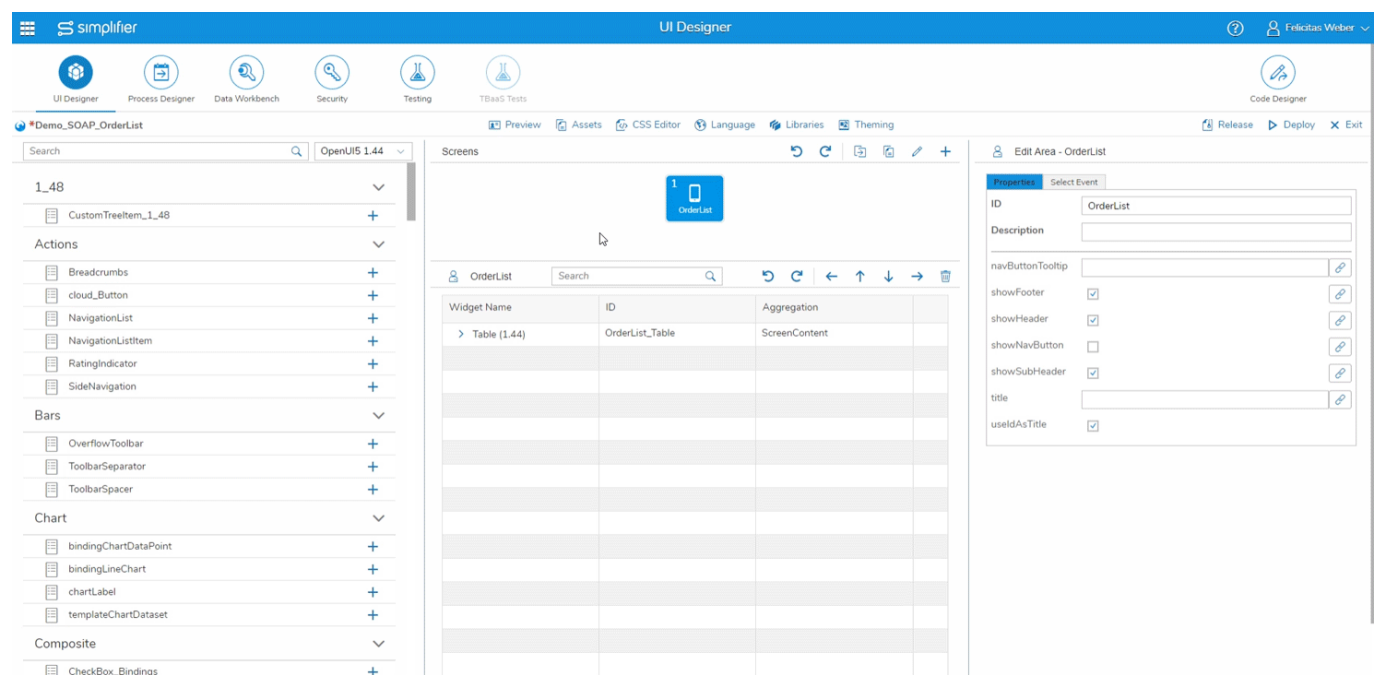 simplifier
UI Designer
Felicitas Weber
UI Designer
Process Designer
Data Workbench
Security
Testing
TBaaS Tests
Code Designer
*Demo_SOAP_OrderList
Preview
Assets
CSS Editor
Language
Libraries
Theming
Release
Deploy
Exit
Search
OpenUI5 1.44
1_48
CustomTreeItem_1_48
Actions
Breadcrumbs
cloud_Button
NavigationList
NavigationListItem
RatingIndicator
SideNavigation
Bars
OverflowToolbar
ToolbarSeparator
ToolbarSpacer
Chart
bindingChartDataPoint
bindingLineChart
chartLabel
templateChartDataset
Composite
CheckBox_Bindings
Screens
1
OrderList
OrderList
Search
Widget Name ID Aggregation
Table (1.44) OrderList_Table ScreenContent
Edit Area - OrderList
Properties Select Event
ID OrderList
Description
navButtonTooltip
showFooter
showHeader
showNavButton
showSubHeader
title
useIdAsTitle